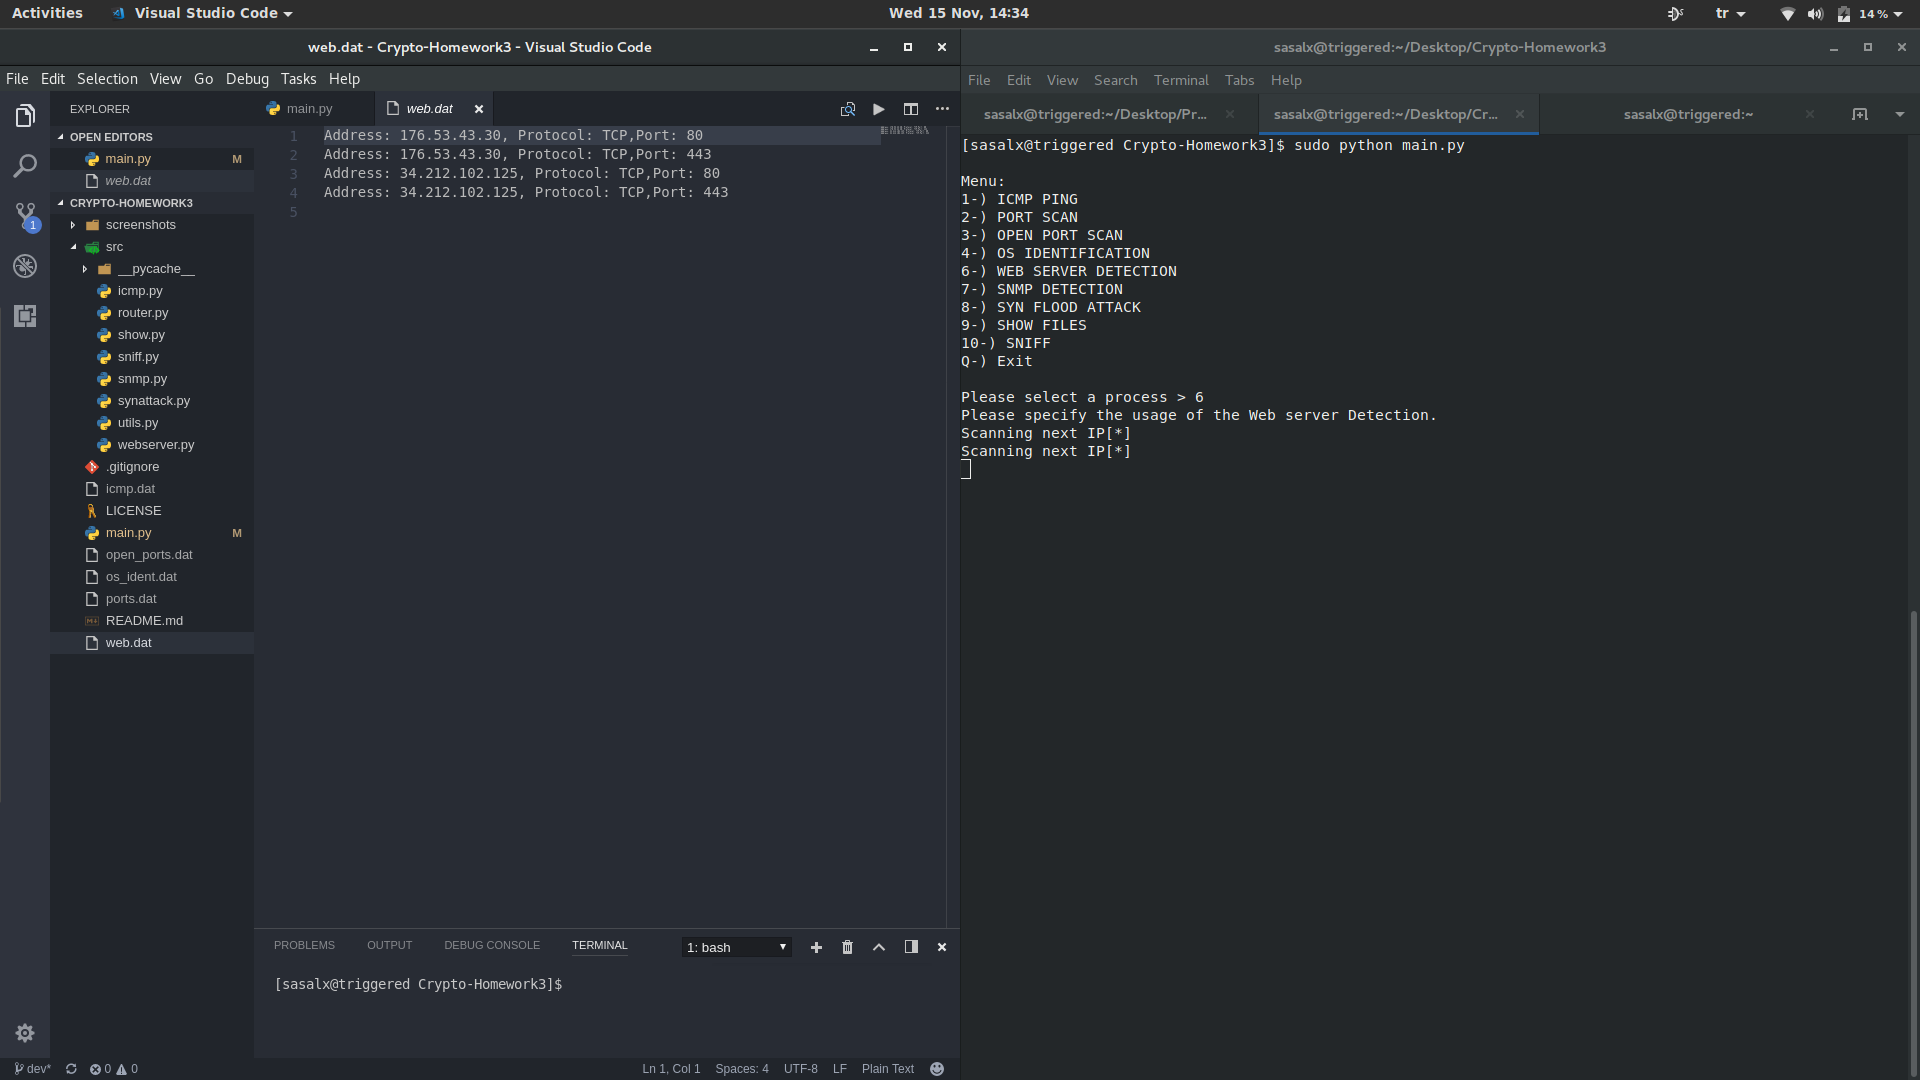 Activities
Visual Studio Code
Wed 15 Nov, 14:34
tr
14 %
web.dat - Crypto-Homework3 - Visual Studio Code
File Edit Selection View Go Debug Tasks Help
EXPLORER
OPEN EDITORS
main.py M
web.dat
CRYPTO-HOMEWORK3
screenshots
src
__pycache__
icmp.py
router.py
show.py
sniff.py
snmp.py
synattack.py
utils.py
webserver.py
.gitignore
icmp.dat
LICENSE
main.py M
open_ports.dat
os_ident.dat
ports.dat
README.md
web.dat
1
main.py
web.dat
1 Address: 176.53.43.30, Protocol: TCP,Port: 80
2 Address: 176.53.43.30, Protocol: TCP,Port: 443
3 Address: 34.212.102.125, Protocol: TCP,Port: 80
4 Address: 34.212.102.125, Protocol: TCP,Port: 443
5
PROBLEMS OUTPUT DEBUG CONSOLE TERMINAL
1: bash
[sasalx@triggered Crypto-Homework3]$
dev* 0 0
Ln 1, Col 1 Spaces: 4 UTF-8 LF Plain Text
sasalx@triggered:~/Desktop/Crypto-Homework3
File Edit View Search Terminal Tabs Help
sasalx@triggered:~/Desktop/Pr...
sasalx@triggered:~/Desktop/Cr...
sasalx@triggered:~
[sasalx@triggered Crypto-Homework3]$ sudo python main.py
Menu:
1-) ICMP PING
2-) PORT SCAN
3-) OPEN PORT SCAN
4-) OS IDENTIFICATION
6-) WEB SERVER DETECTION
7-) SNMP DETECTION
8-) SYN FLOOD ATTACK
9-) SHOW FILES
10-) SNIFF
Q-) Exit
Please select a process > 6
Please specify the usage of the Web server Detection.
Scanning next IP[*]
Scanning next IP[*]